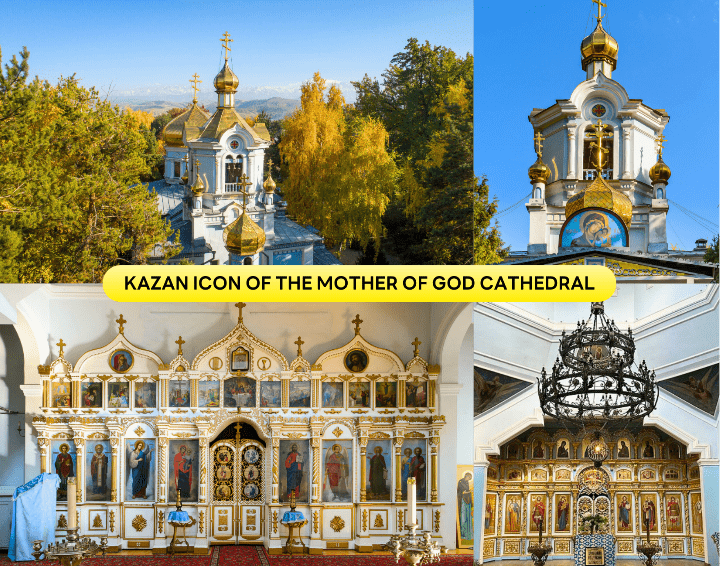 KAZAN ICON OF THE MOTHER OF GOD CATHEDRAL